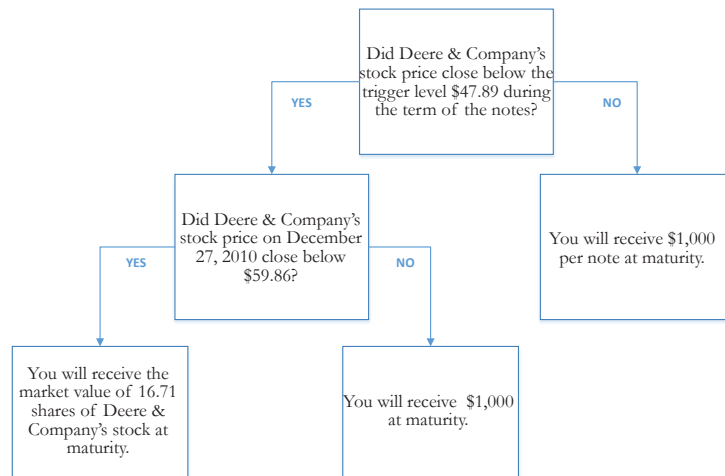 Did Deere & Company's
stock price close below the
trigger level $47.89 during
the term of the notes?
YES
NO
Did Deere & Company's
stock price on December
27, 2010 close below
$59.86?
You will receive $1,000
per note at maturity.
YES
NO
You will receive the
market value of 16.71
shares of Deere &
Company's stock at
maturity.
You will receive $1,000
at maturity.